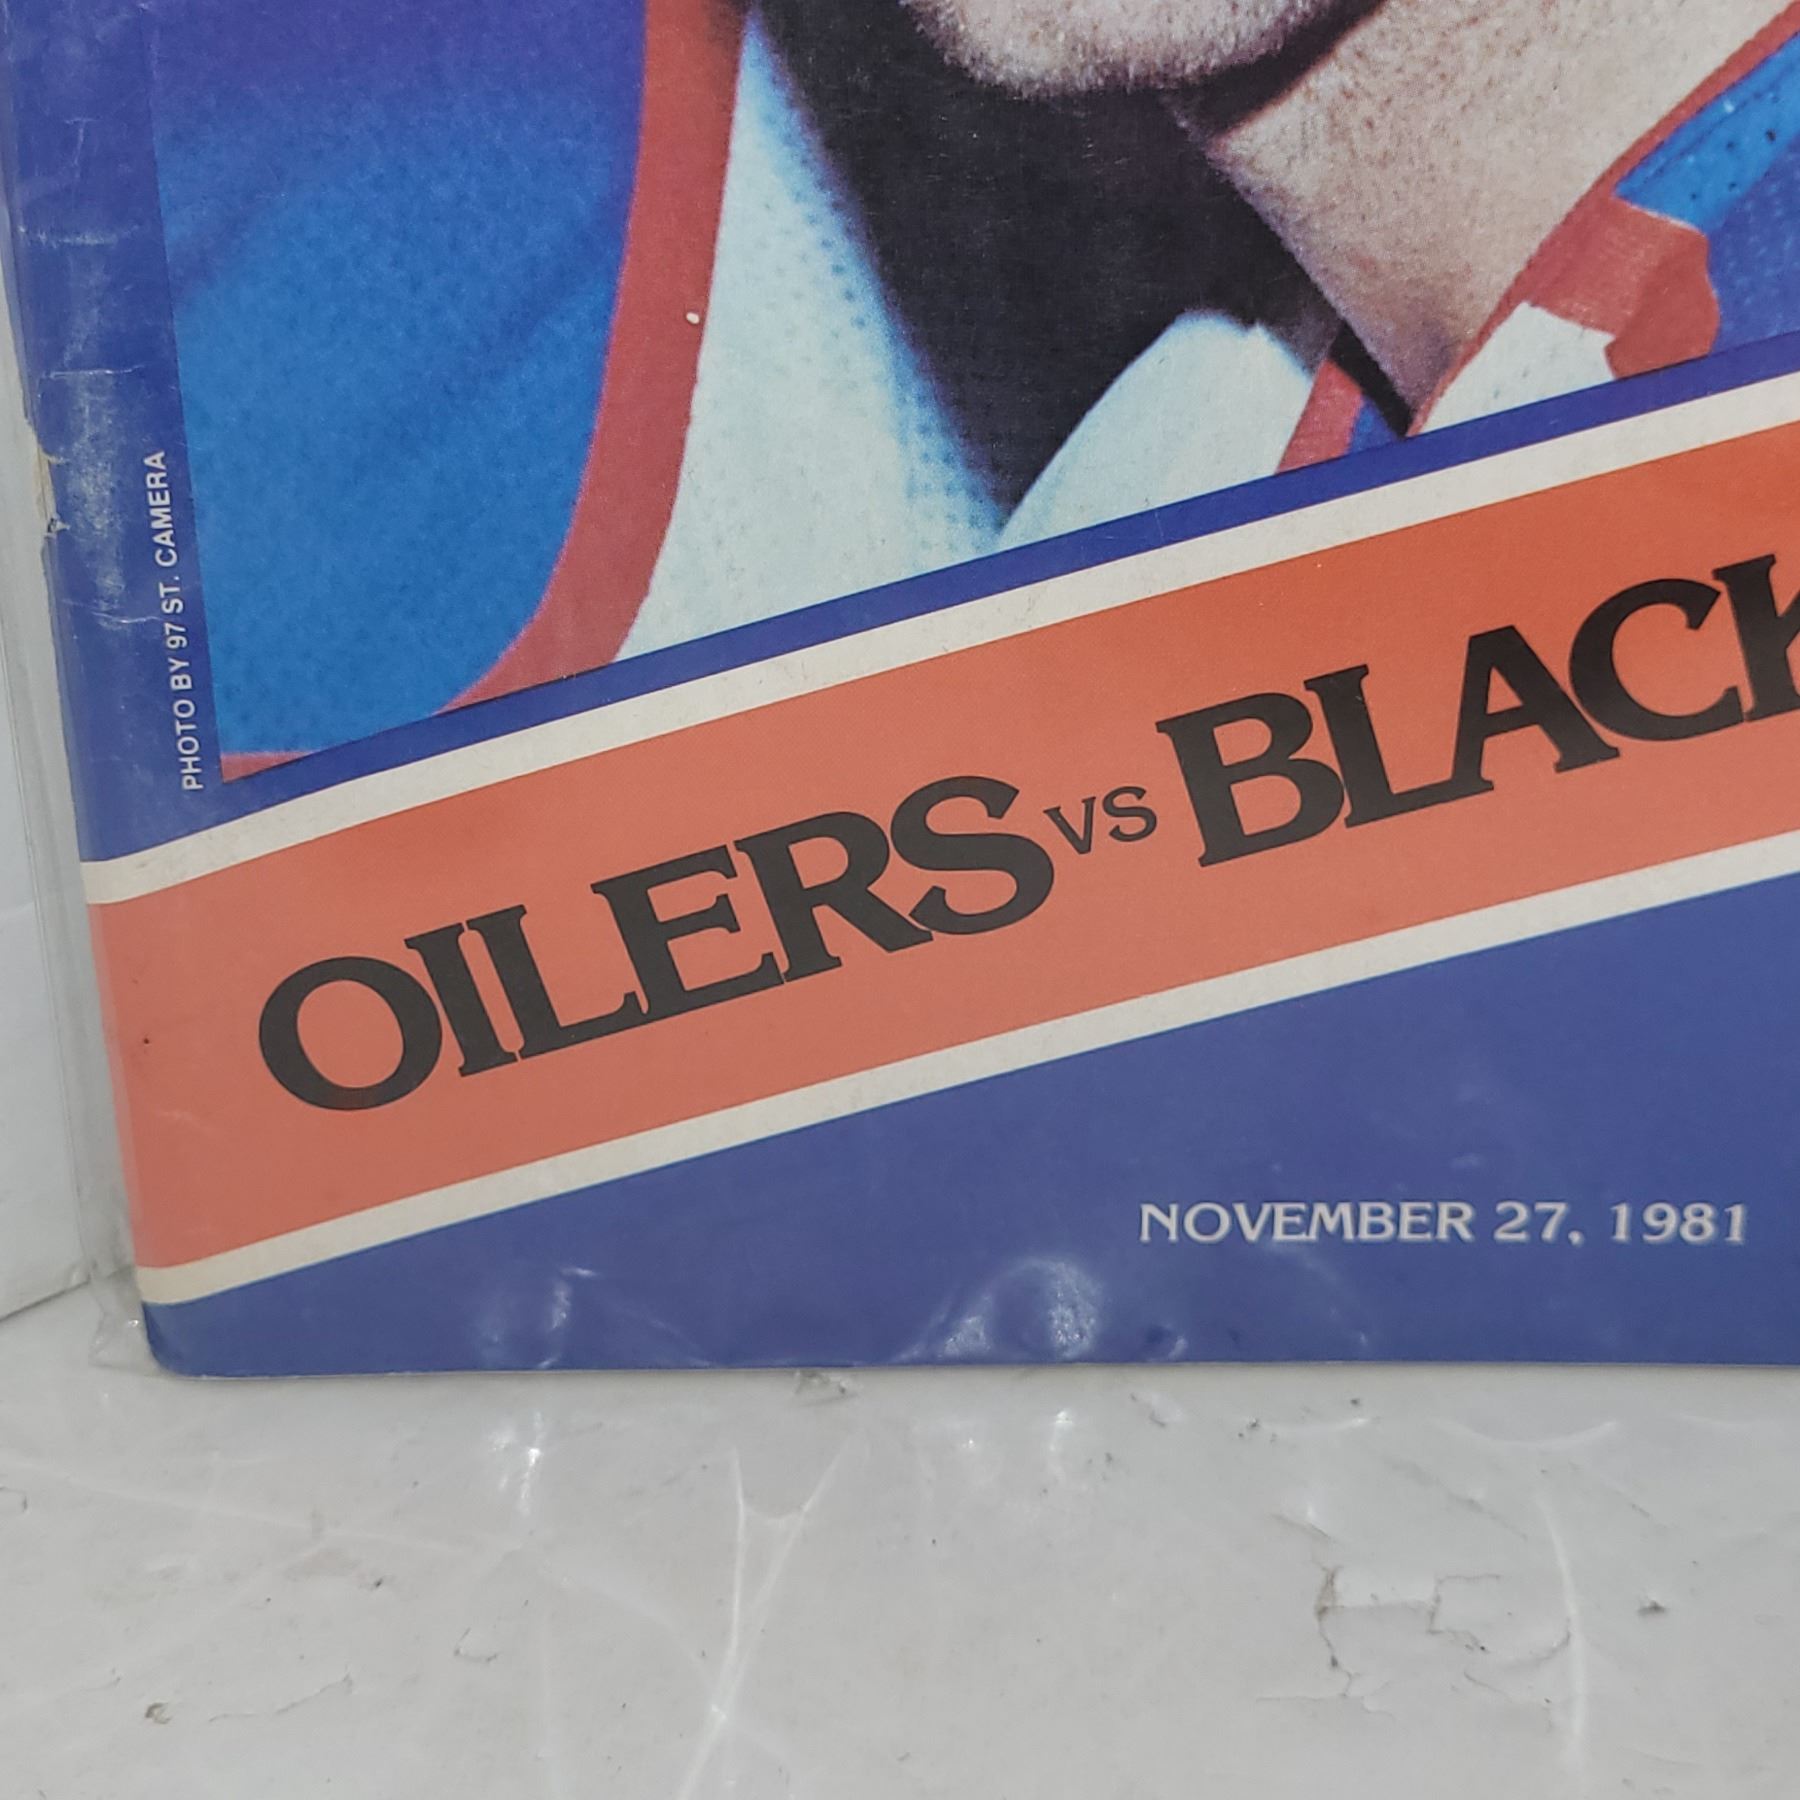 PHOTO BY 97 ST. CAMERA
OILERS VS BLACK
NOVEMBER 27, 1981